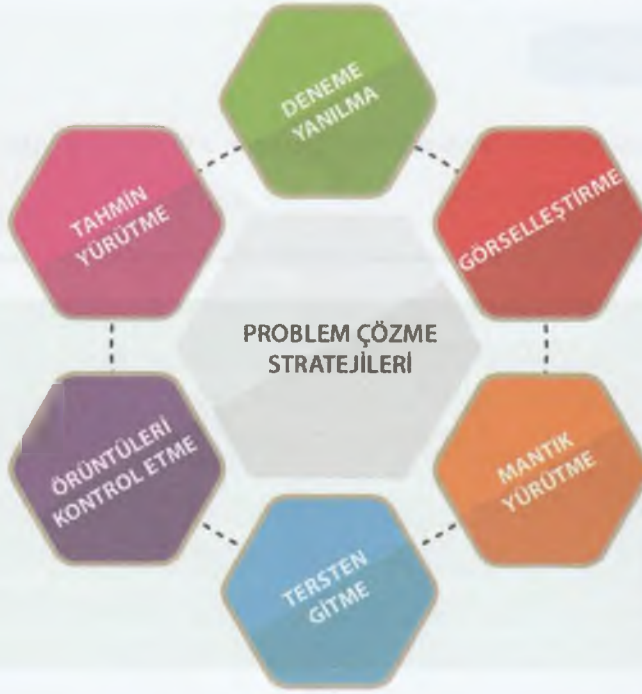 DENEME
YANILMA
GÖRSELLEŞTİRME
MANTIK
YÜRÜTME
TERSTEN
GİTME
ÖRÜNTÜLERİ
KONTROL ETME
TAHMİN
YÜRÜTME
PROBLEM ÇÖZME
STRATEJİLERİ